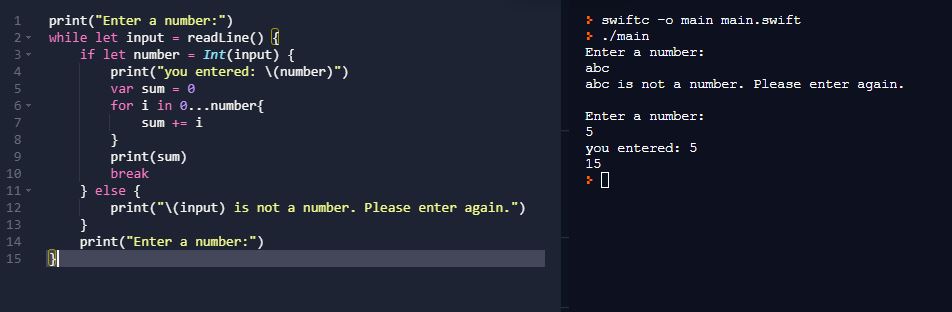 1 print("Enter a number:")
2 while let input = readLine() {
3 if let number = Int(input) {
4 print("you entered: \(number)")
5 var sum = 0
6 for i in 0...number{
7 sum += i
8 }
9 print(sum)
10 break
11 } else {
12 print("\(input) is not a number. Please enter again.")
13 }
14 print("Enter a number:")
15 }
swiftc -o main main.swift
./main
Enter a number:
abc
abc is not a number. Please enter again.
Enter a number:
5
you entered: 5
15